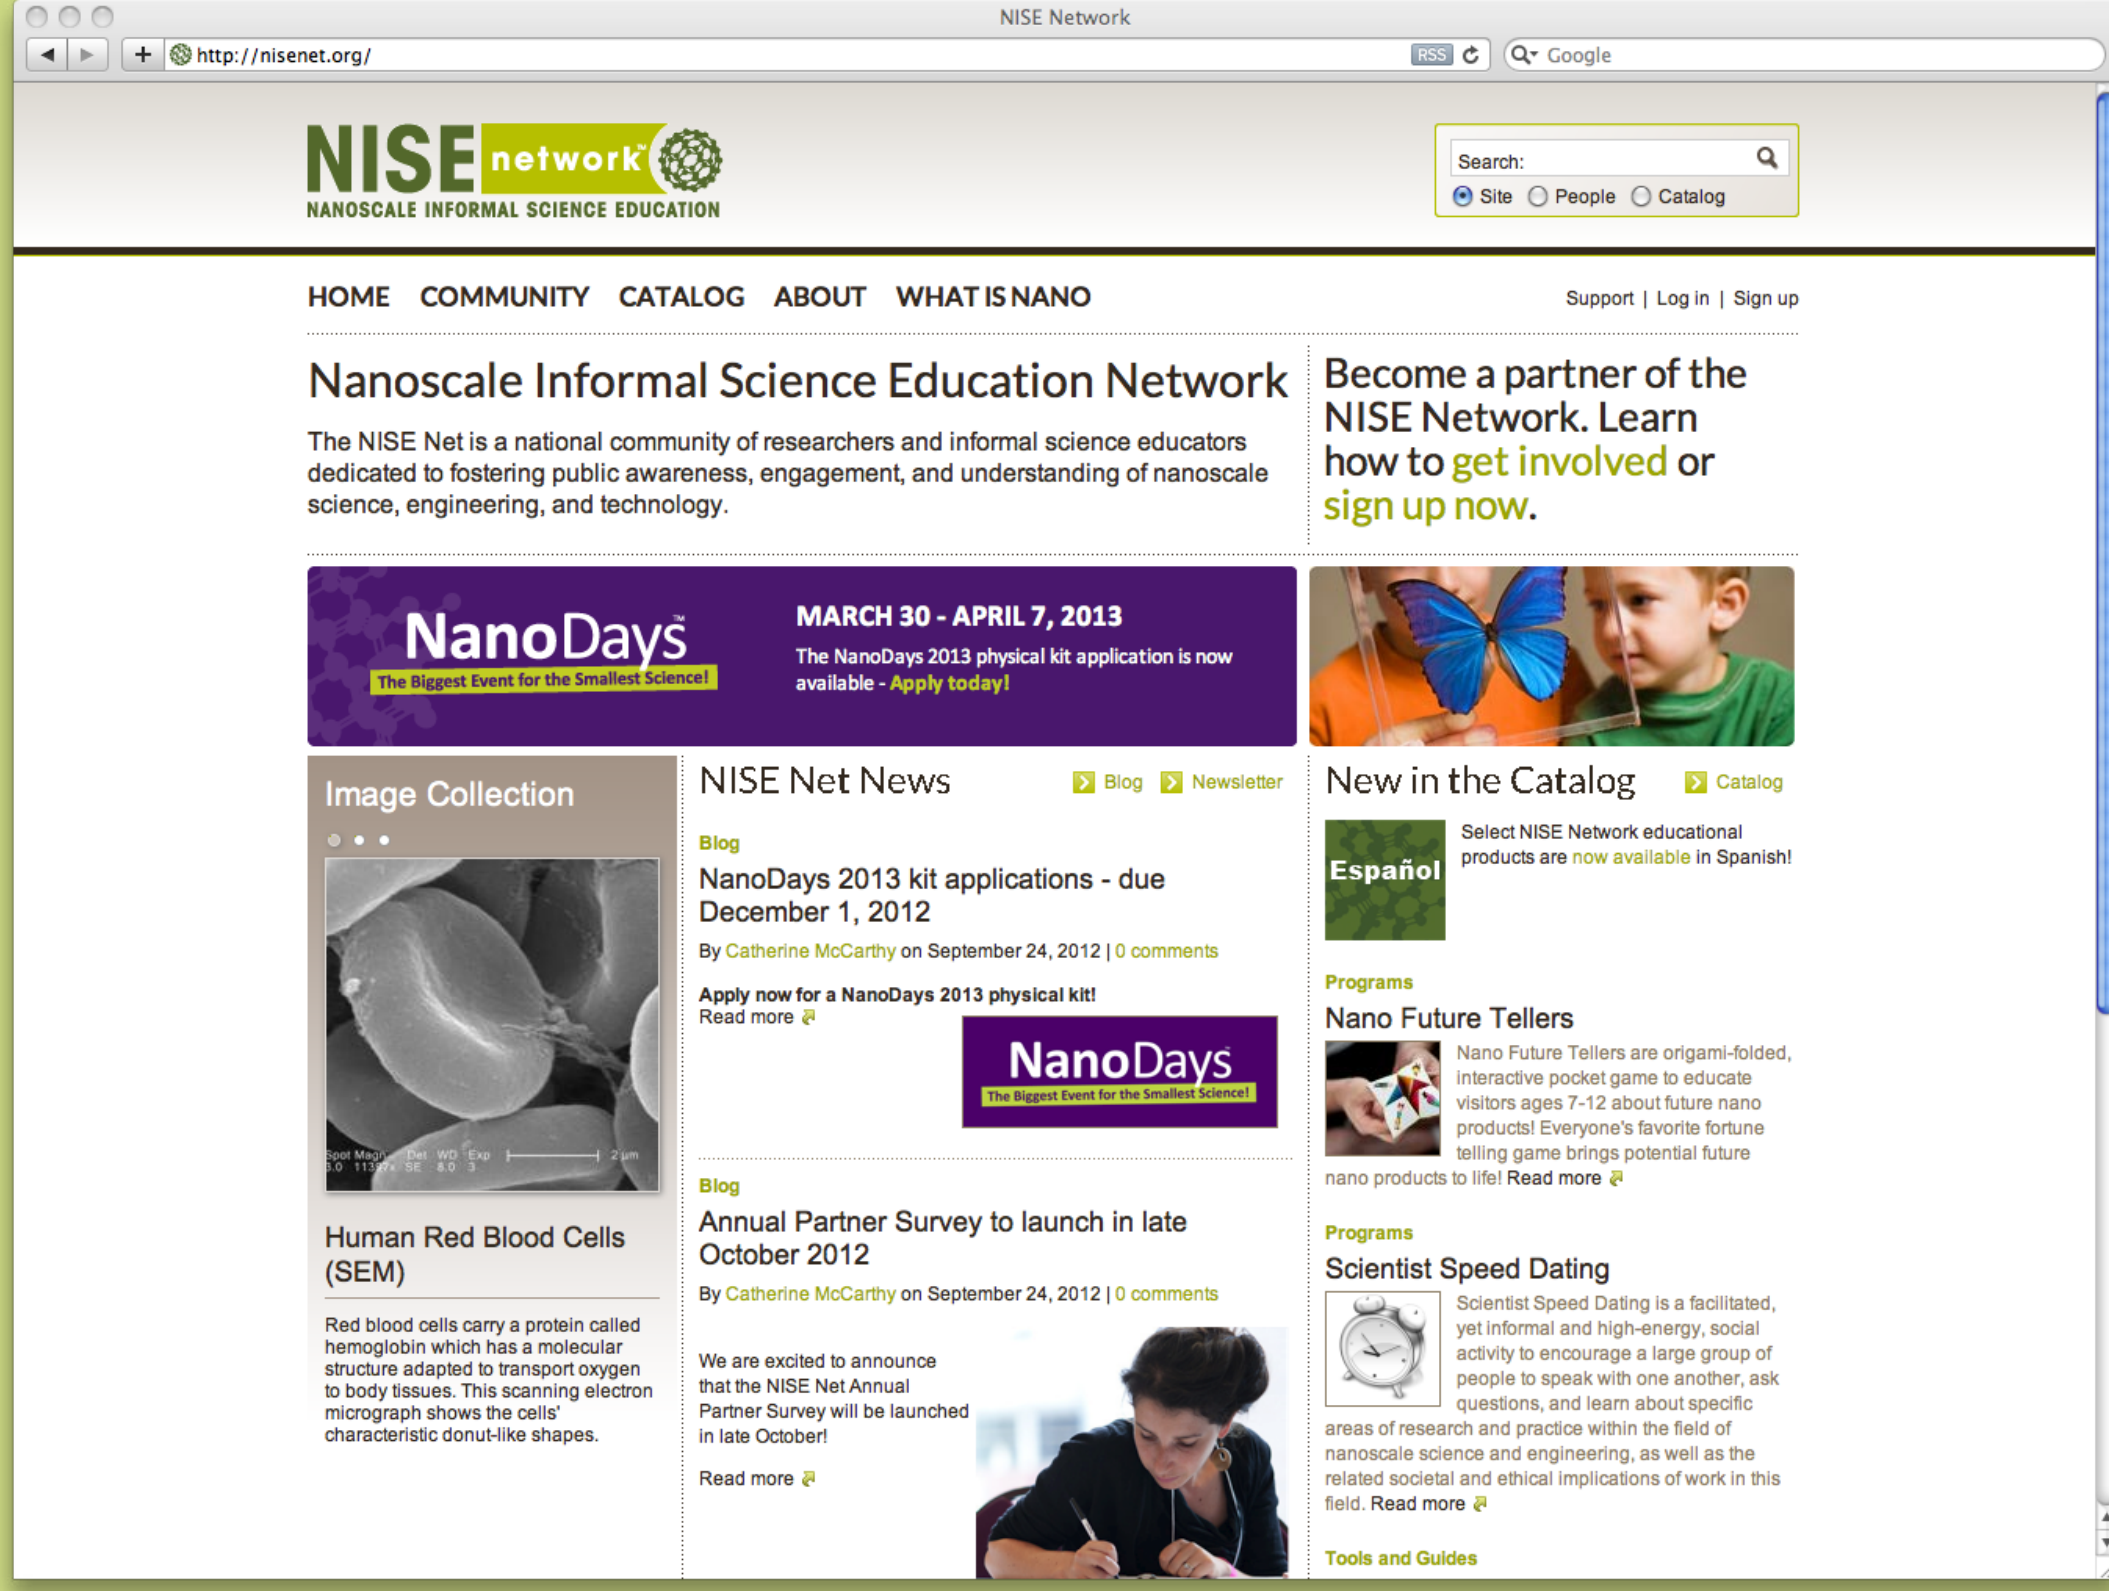 NISE Network
http://nisenet.org/
RSS
Google
NISE network™
NANOSCALE INFORMAL SCIENCE EDUCATION
Search:
Site People Catalog
HOME COMMUNITY CATALOG ABOUT WHAT IS NANO
Support | Log in | Sign up
Nanoscale Informal Science Education Network
The NISE Net is a national community of researchers and informal science educators
dedicated to fostering public awareness, engagement, and understanding of nanoscale
science, engineering, and technology.
Become a partner of the
NISE Network. Learn
how to get involved or
sign up now.
NanoDays™
The Biggest Event for the Smallest Science!
MARCH 30 - APRIL 7, 2013
The NanoDays 2013 physical kit application is now
available - Apply today!
Image Collection
Spot Magn Det WD Exp 2 µm
3.0 11397x SE 8.0 3
Human Red Blood Cells
(SEM)
Red blood cells carry a protein called
hemoglobin which has a molecular
structure adapted to transport oxygen
to body tissues. This scanning electron
micrograph shows the cells'
characteristic donut-like shapes.
NISE Net News
Blog Newsletter
Blog
NanoDays 2013 kit applications - due
December 1, 2012
By Catherine McCarthy on September 24, 2012 | 0 comments
Apply now for a NanoDays 2013 physical kit!
Read more
NanoDays™
The Biggest Event for the Smallest Science!
Blog
Annual Partner Survey to launch in late
October 2012
By Catherine McCarthy on September 24, 2012 | 0 comments
We are excited to announce
that the NISE Net Annual
Partner Survey will be launched
in late October!
Read more
New in the Catalog
Catalog
Español
Select NISE Network educational
products are now available in Spanish!
Programs
Nano Future Tellers
Nano Future Tellers are origami-folded,
interactive pocket game to educate
visitors ages 7-12 about future nano
products! Everyone's favorite fortune
telling game brings potential future
nano products to life! Read more
Programs
Scientist Speed Dating
Scientist Speed Dating is a facilitated,
yet informal and high-energy, social
activity to encourage a large group of
people to speak with one another, ask
questions, and learn about specific
areas of research and practice within the field of
nanoscale science and engineering, as well as the
related societal and ethical implications of work in this
field. Read more
Tools and Guides